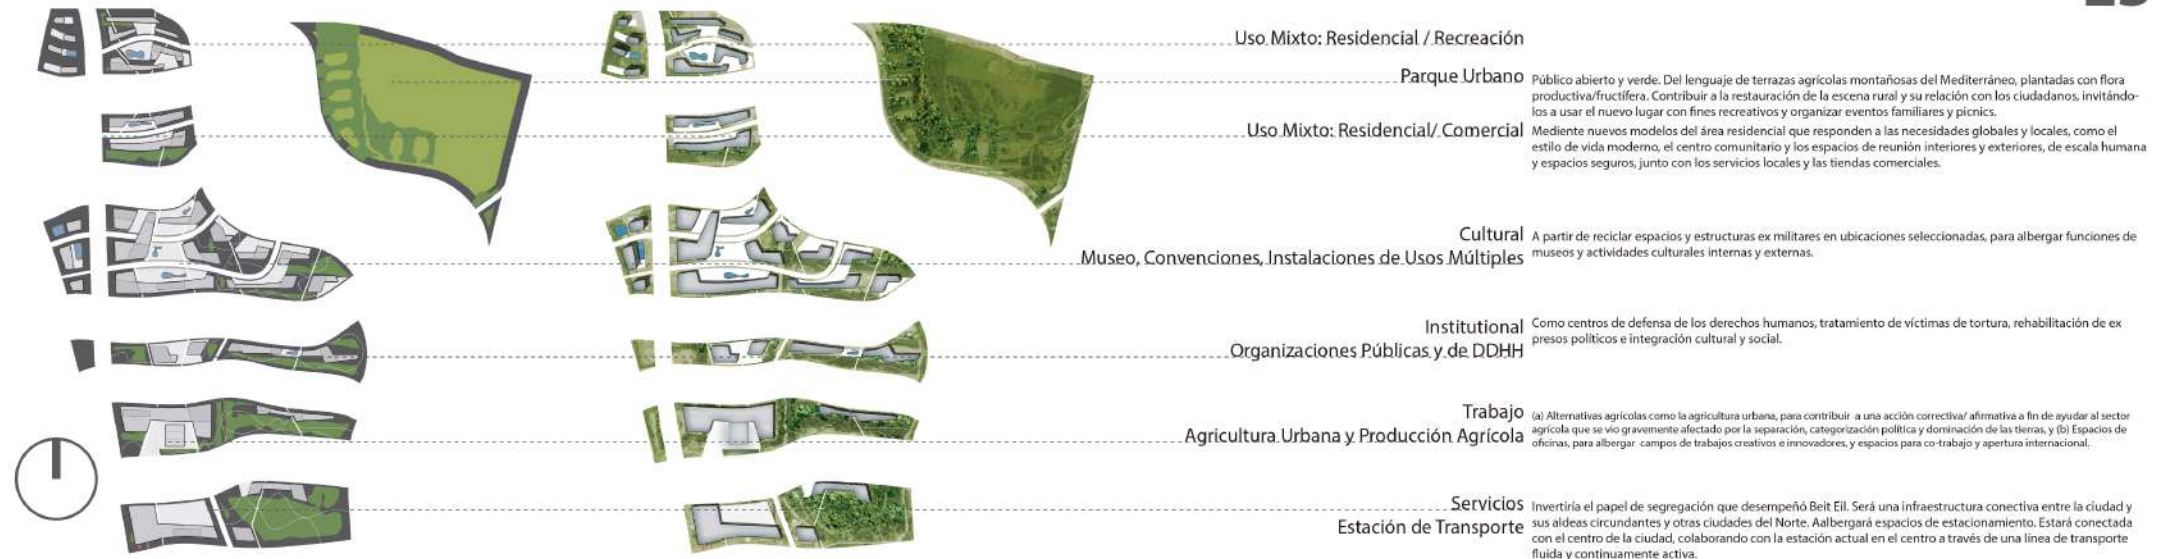 Uso Mixto: Residencial / Recreación
Parque Urbano
Público abierto y verde. Del lenguaje de terrazas agrícolas montañosas del Mediterráneo, plantadas con flora
productiva/fructífera. Contribuir a la restauración de la escena rural y su relación con los ciudadanos, invitándo-
los a usar el nuevo lugar con fines recreativos y organizar eventos familiares y picnics.
Uso Mixto: Residencial/ Comercial
Mediente nuevos modelos del área residencial que responden a las necesidades globales y locales, como el
estilo de vida moderno, el centro comunitario y los espacios de reunión interiores y exteriores, de escala humana
y espacios seguros, junto con los servicios locales y las tiendas comerciales.
Cultural
Museo, Convenciones, Instalaciones de Usos Múltiples
A partir de reciclar espacios y estructuras ex militares en ubicaciones seleccionadas, para albergar funciones de
museos y actividades culturales internas y externas.
Institutional
Organizaciones Públicas y de DDHH
Como centros de defensa de los derechos humanos, tratamiento de víctimas de tortura, rehabilitación de ex
presos políticos e integración cultural y social.
Trabajo
Agricultura Urbana y Producción Agrícola
(a) Alternativas agrícolas como la agricultura urbana, para contribuir a una acción correctiva/ afirmativa a fin de ayudar al sector
agrícola que se vio gravemente afectado por la separación, categorización política y dominación de las tierras, y (b) Espacios de
oficinas, para albergar campos de trabajos creativos e innovadores, y espacios para co-trabajo y apertura internacional.
Servicios
Estación de Transporte
Invertiría el papel de segregación que desempeñó Beit Eil. Será una infraestructura conectiva entre la ciudad y
sus aldeas circundantes y otras ciudades del Norte. Aalbergará espacios de estacionamiento. Estará conectada
con el centro de la ciudad, colaborando con la estación actual en el centro a través de una línea de transporte
fluida y continuamente activa.